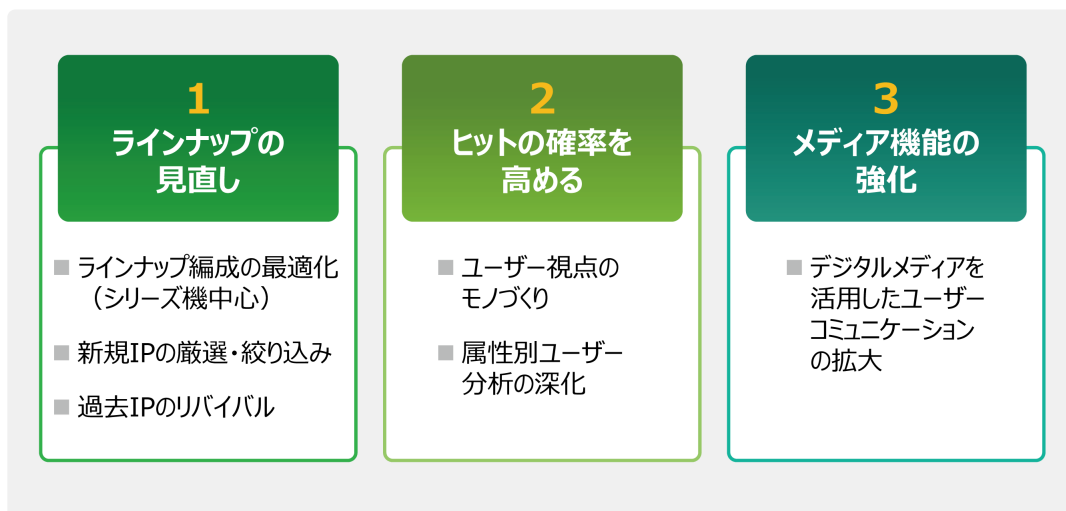 1
ラインナップの
見直し
■ ラインナップ編成の最適化
（シリーズ機中心）
■ 新規IPの厳選・絞り込み
■ 過去IPのリバイバル
2
ヒットの確率を
高める
■ ユーザー視点の
モノづくり
■ 属性別ユーザー
分析の深化
3
メディア機能の
強化
■ デジタルメディアを
活用したユーザー
コミュニケーション
の拡大